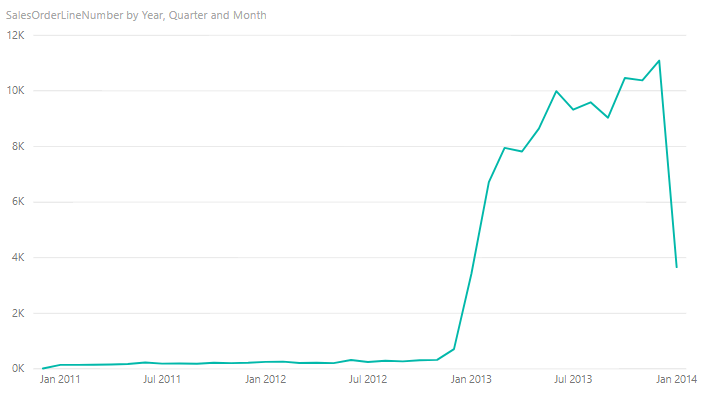 SalesOrderLineNumber by Year, Quarter and Month
12K
10K
8K
6K
4K
2K
0K
Jan 2011 Jul 2011 Jan 2012 Jul 2012 Jan 2013 Jul 2013 Jan 2014